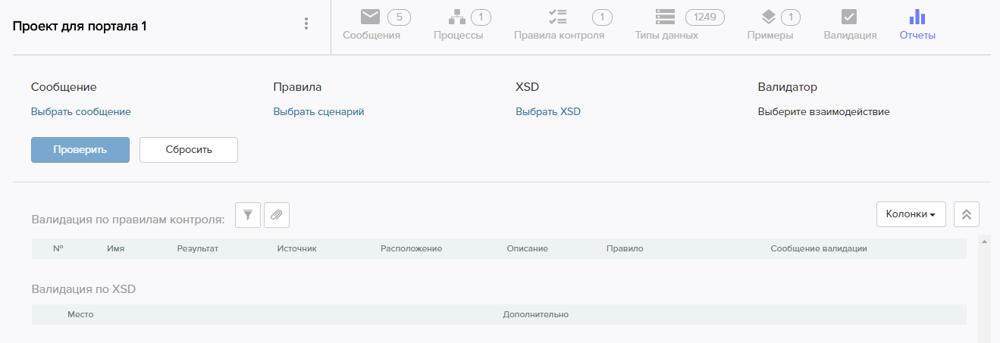 Проект для портала 1
5 1 1 1249 1
Сообщения Процессы Правила контроля Типы данных Примеры Валидация Отчеты
Сообщение Правила XSD Валидатор
Выбрать сообщение Выбрать сценарий Выбрать XSD Выберите взаимодействие
Проверить Сбросить
Валидация по правилам контроля: Колонки
№ Имя Результат Источник Расположение Описание Правило Сообщение валидации
Валидация по XSD
Место Дополнительно